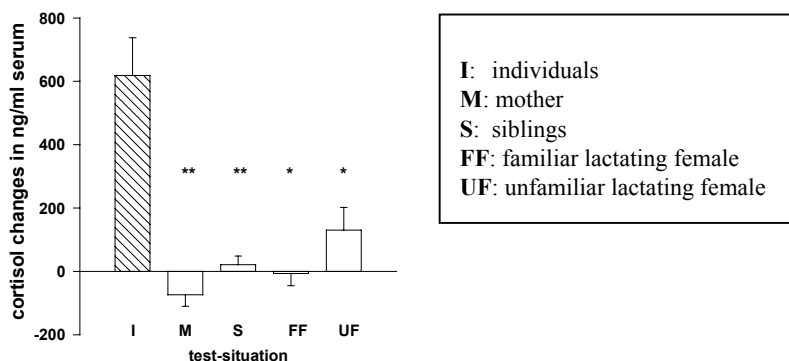 800
600
400
200
0
-200
cortisol changes in ng/ml serum
** ** * *
I M S FF UF
test-situation
I: individuals
M: mother
S: siblings
FF: familiar lactating female
UF: unfamiliar lactating female